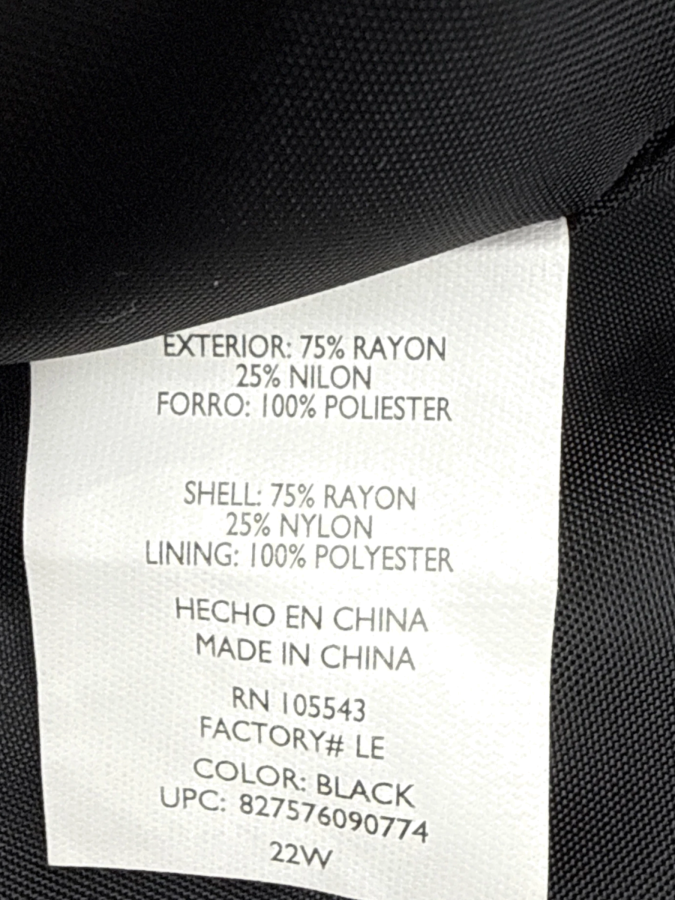 EXTERIOR: 75% RAYON
25% NILON
FORRO: 100% POLIESTER
SHELL: 75% RAYON
25% NYLON
LINING: 100% POLYESTER
HECHO EN CHINA
MADE IN CHINA
RN 105543
FACTORY# LE
COLOR: BLACK
UPC: 827576090774
22W